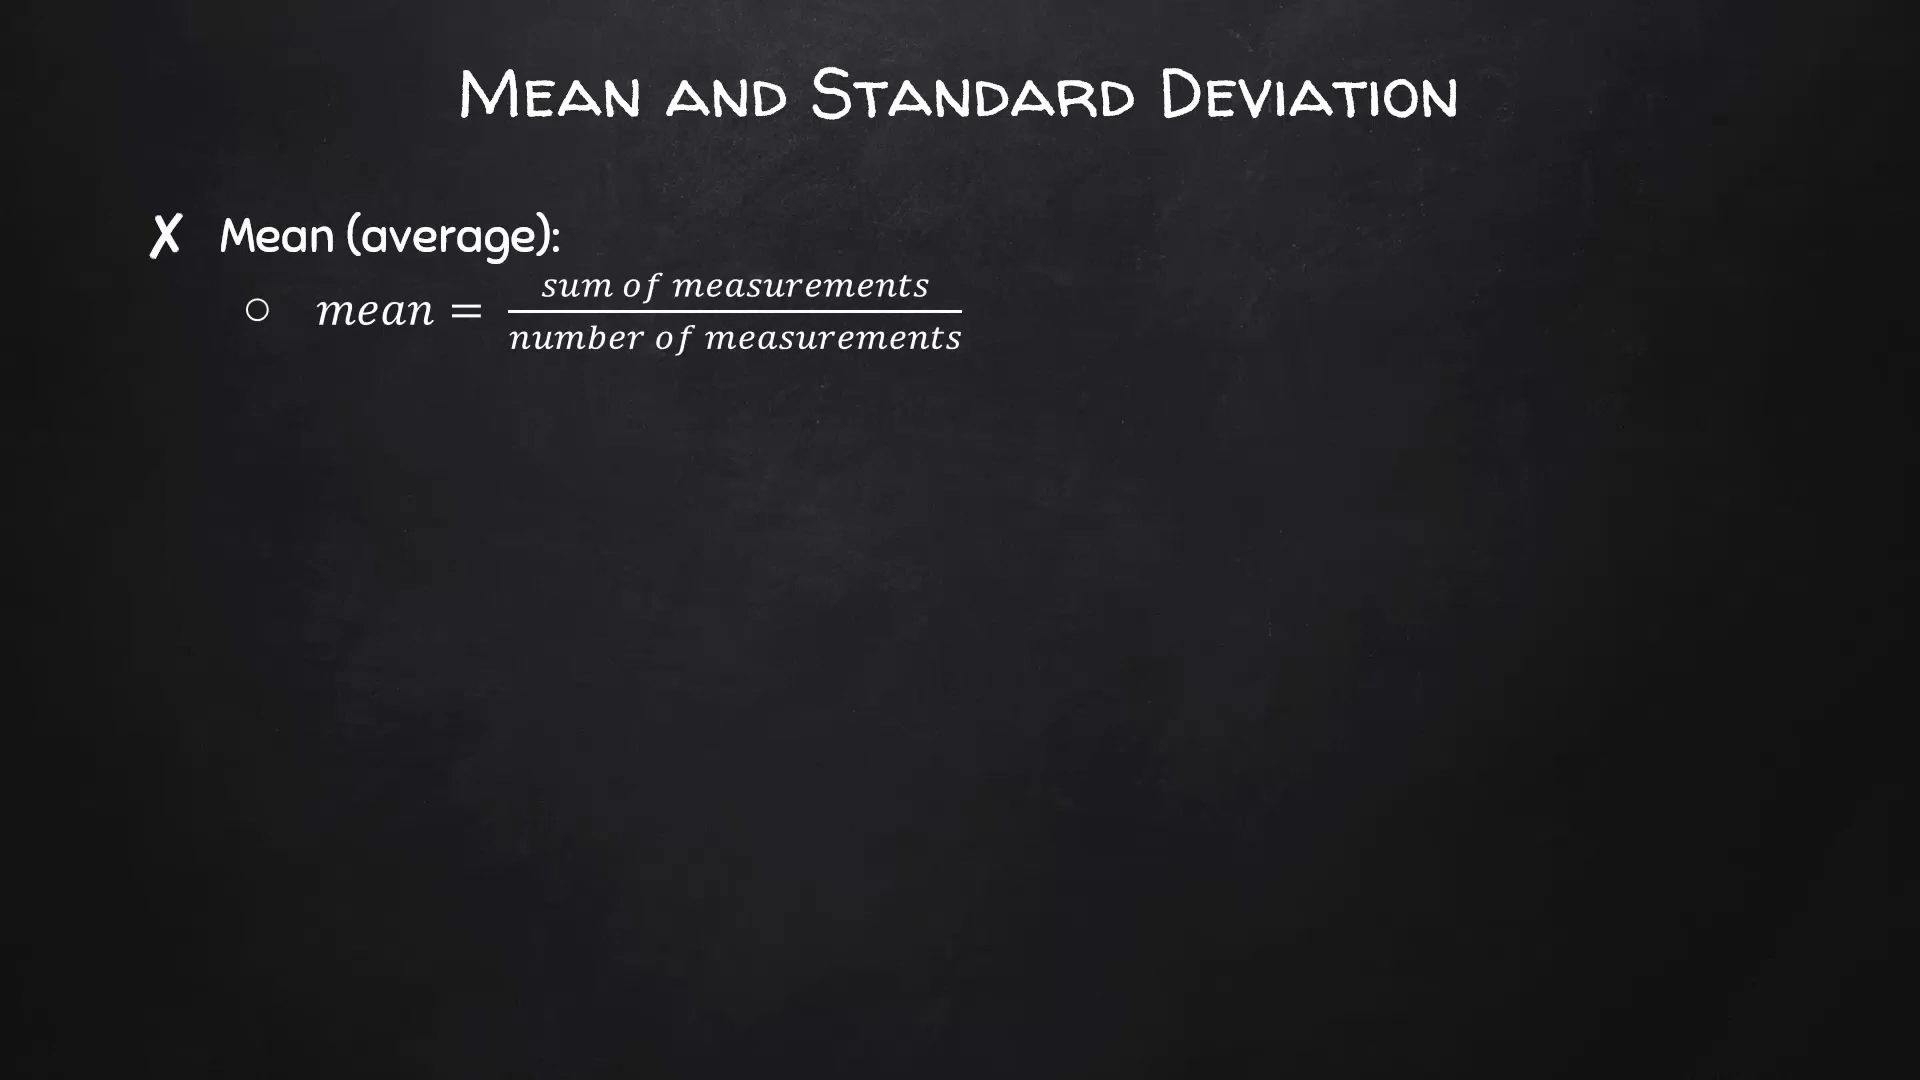 Mean and Standard Deviation
✗ Mean (average):
○ mean = sum of measurements / number of measurements